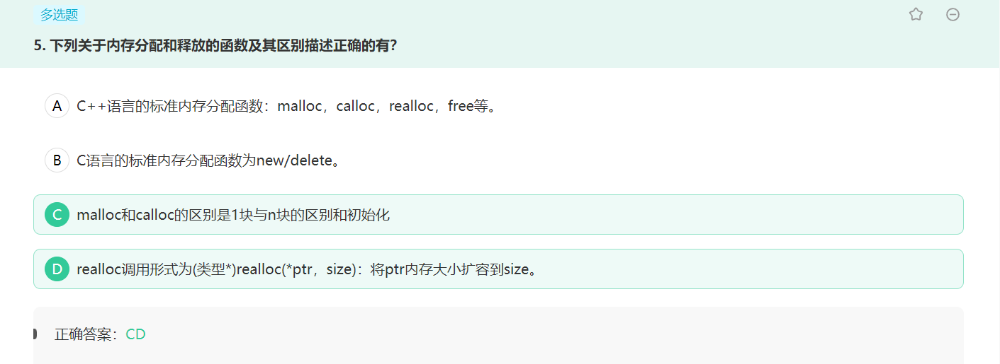 多选题
5. 下列关于内存分配和释放的函数及其区别描述正确的有?
A C++语言的标准内存分配函数：malloc，calloc，realloc，free等。
B C语言的标准内存分配函数为new/delete。
C malloc和calloc的区别是1块与n块的区别和初始化
D realloc调用形式为(类型*)realloc(*ptr，size)：将ptr内存大小扩容到size。
正确答案：CD